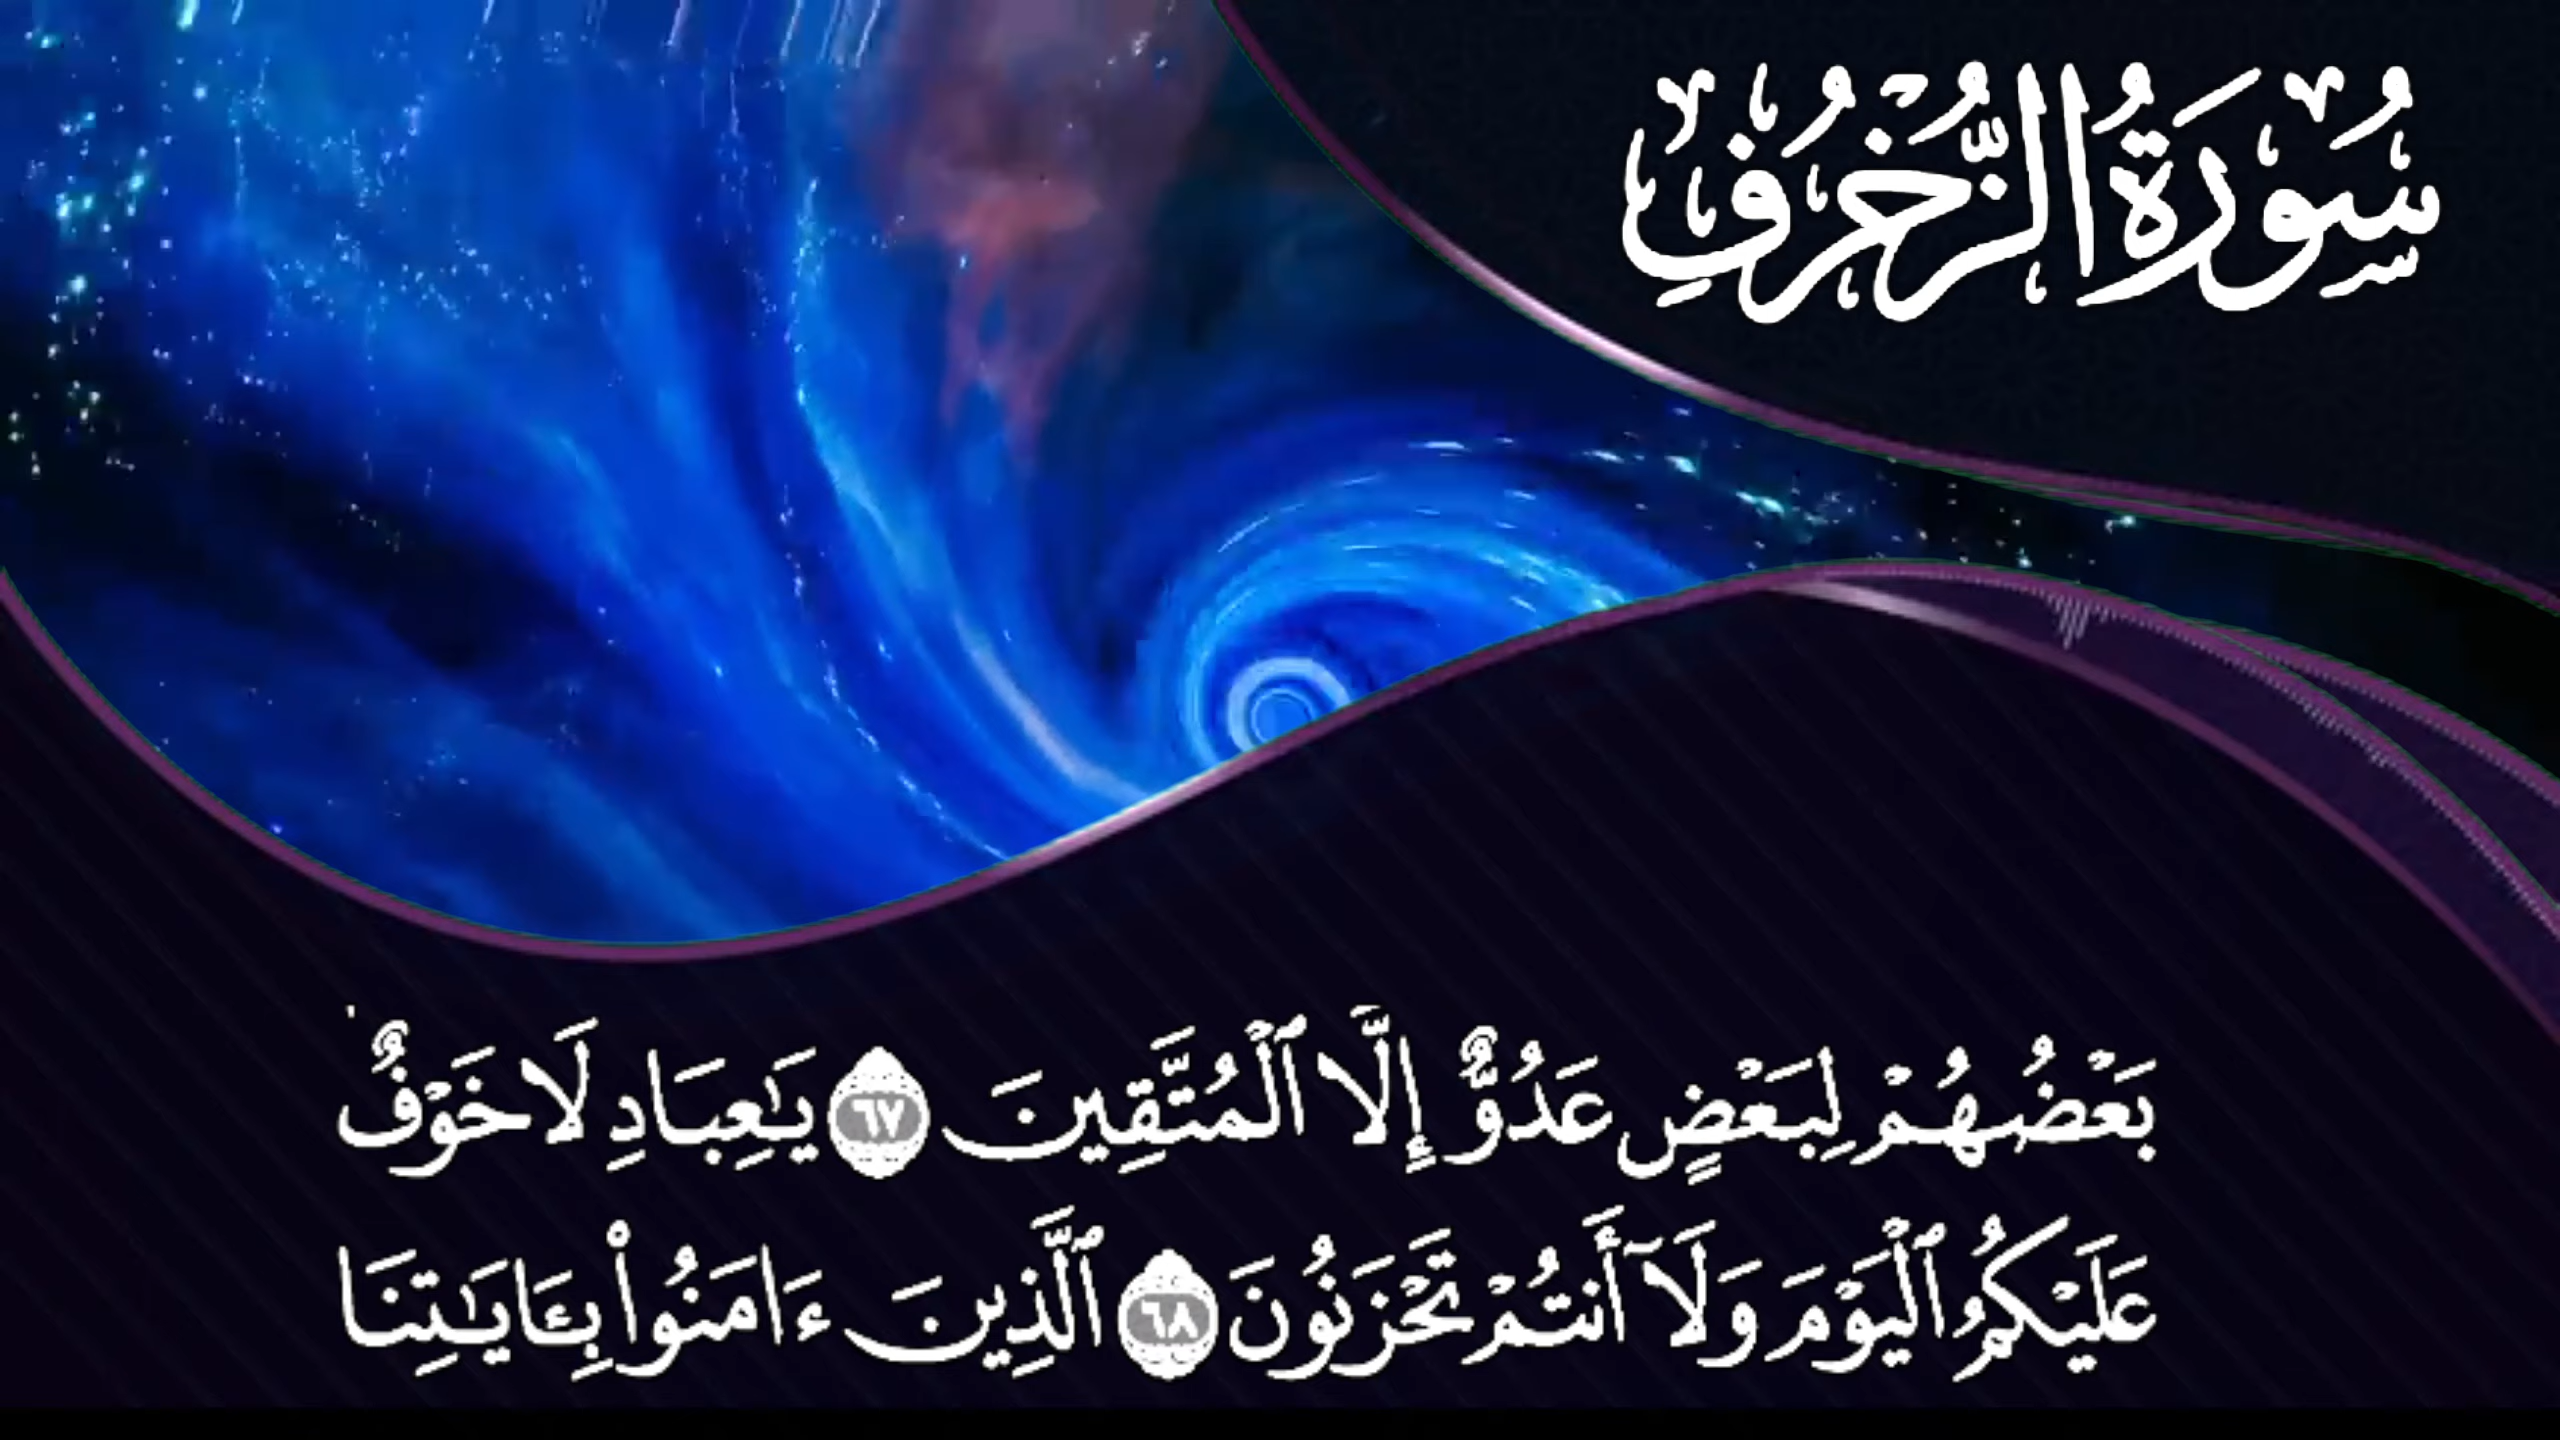 سُورَةُ الزُّخْرُفِ
بَعْضُهُمْ لِبَعْضٍ عَدُوٌّ إِلَّا ٱلْمُتَّقِينَ ٦٧ يَـٰعِبَادِ لَا خَوْفٌ
عَلَيْكُمُ ٱلْيَوْمَ وَلَآ أَنتُمْ تَحْزَنُونَ ٦٨ ٱلَّذِينَ ءَامَنُوا۟ بِـَٔايَـٰتِنَا